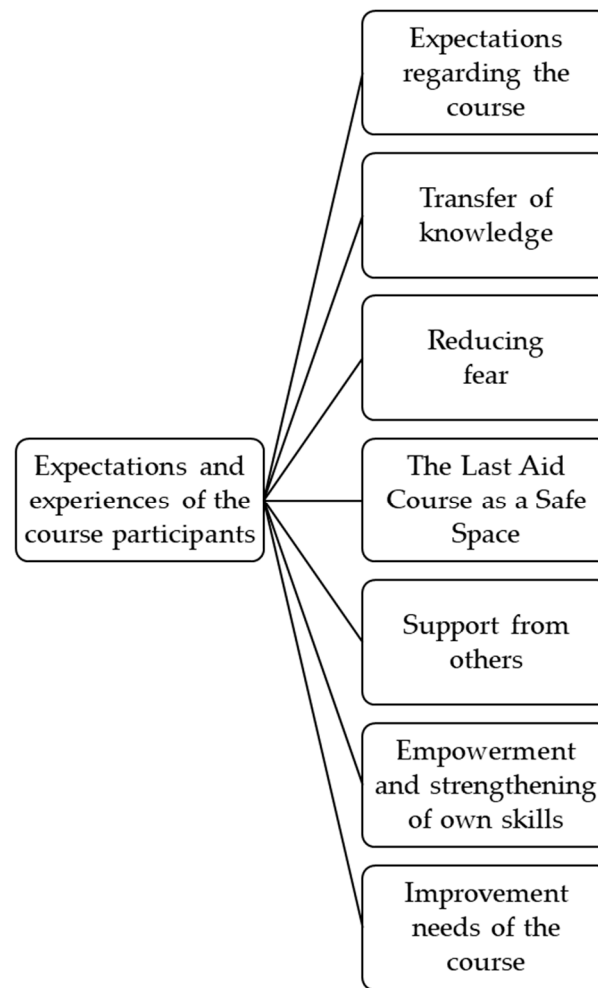 Expectations
regarding the
course
Transfer of
knowledge
Reducing
fear
Expectations and
experiences of the
course participants
The Last Aid
Course as a Safe
Space
Support from
others
Empowerment
and strengthening
of own skills
Improvement
needs of the
course